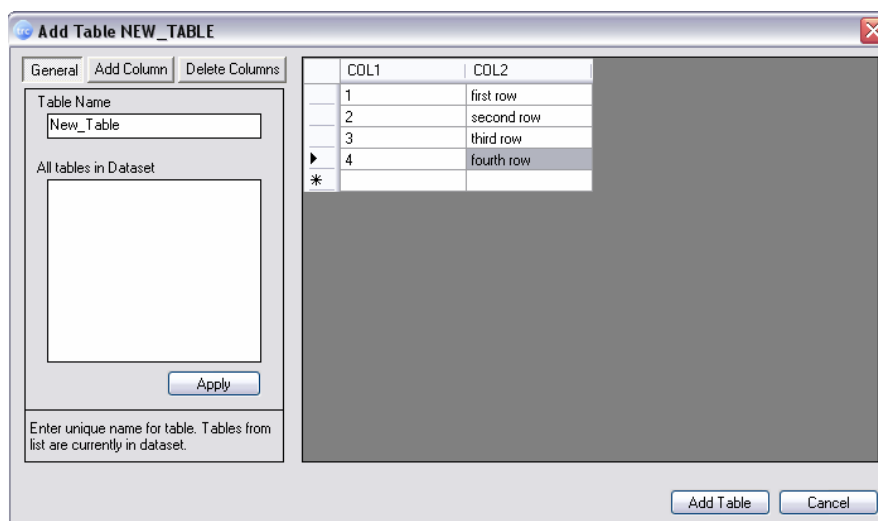 trc Add Table NEW_TABLE
General Add Column Delete Columns
Table Name
New_Table
All tables in Dataset
Apply
Enter unique name for table. Tables from
list are currently in dataset.
COL1 COL2
1 first row
2 second row
3 third row
4 fourth row
Add Table Cancel